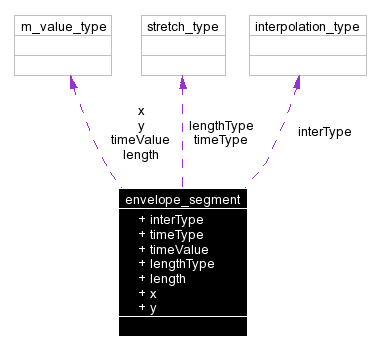 m_value_type
stretch_type
interpolation_type
x
y
timeValue
length
lengthType
timeType
interType
envelope_segment
+ interType
+ timeType
+ timeValue
+ lengthType
+ length
+ x
+ y